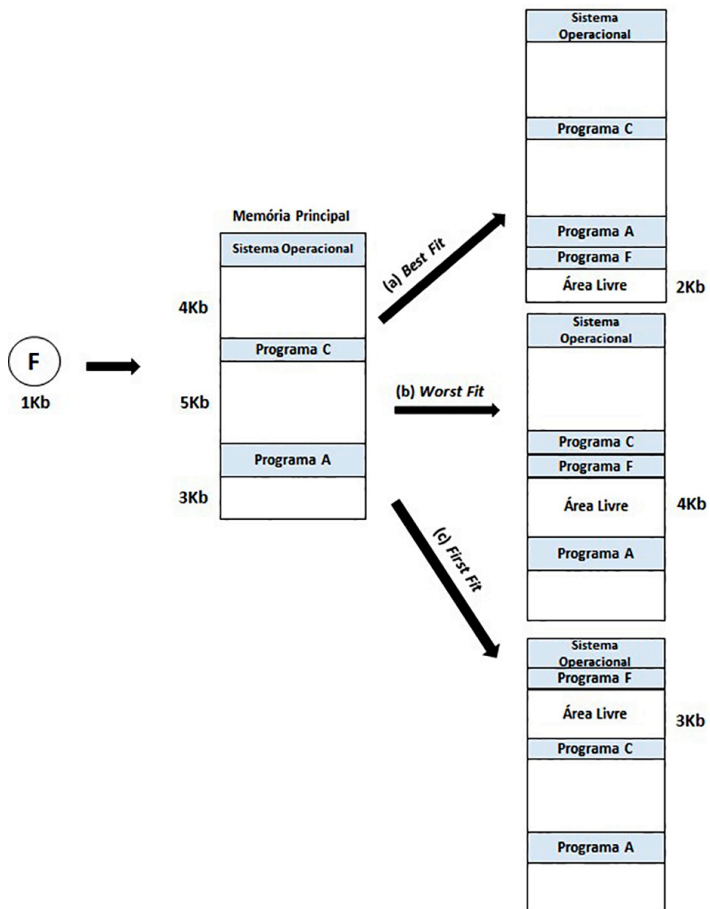 F
1Kb
Memória Principal
Sistema Operacional
4Kb
Programa C
5Kb
Programa A
3Kb
(a) Best Fit
(b) Worst Fit
(c) First Fit
Sistema
Operacional
Programa C
Programa A
Programa F
Área Livre
2Kb
Sistema
Operacional
Programa C
Programa F
Área Livre
4Kb
Programa A
Sistema
Operacional
Programa F
Área Livre
3Kb
Programa C
Programa A